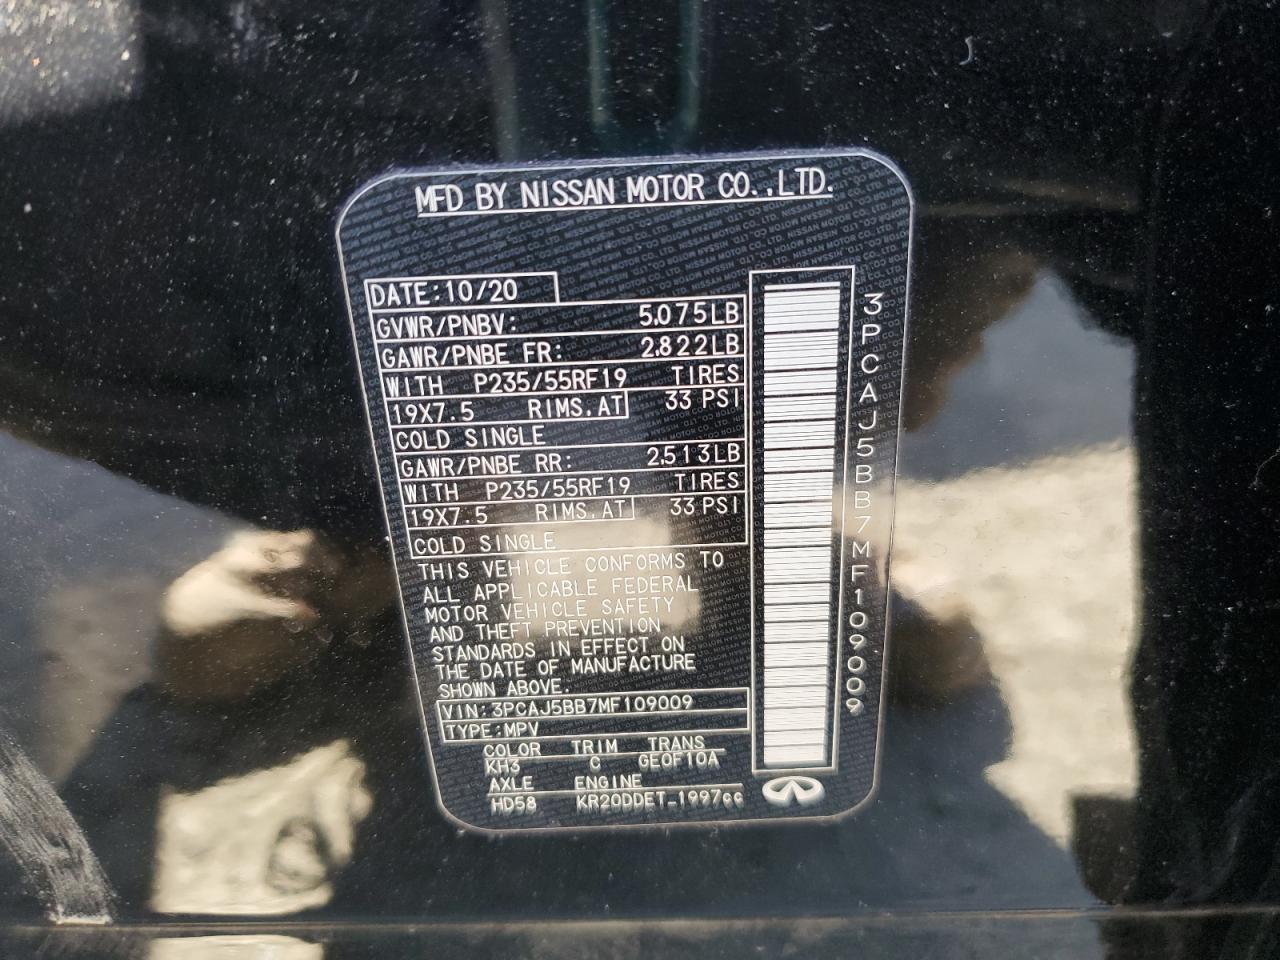 MFD BY NISSAN MOTOR CO.,LTD.
DATE:10/20
GVWR/PNBV: 5,075LB
GAWR/PNBE FR: 2,822LB
WITH P235/55RF19 TIRES
19X7.5 RIMS.AT 33 PSI
COLD SINGLE
GAWR/PNBE RR: 2,513LB
WITH P235/55RF19 TIRES
19X7.5 RIMS.AT 33 PSI
COLD SINGLE
THIS VEHICLE CONFORMS TO
ALL APPLICABLE FEDERAL
MOTOR VEHICLE SAFETY
AND THEFT PREVENTION
STANDARDS IN EFFECT ON
THE DATE OF MANUFACTURE
SHOWN ABOVE.
VIN:3PCAJ5BB7MF109009
TYPE:MPV
COLOR TRIM TRANS
KH3 C GE0F10A
AXLE ENGINE
HD58 KR20DDET-1997cc
3PCAJ5BB7MF109009